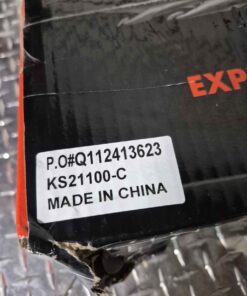 EXP
P.O#Q112413623
KS21100-C
MADE IN CHINA